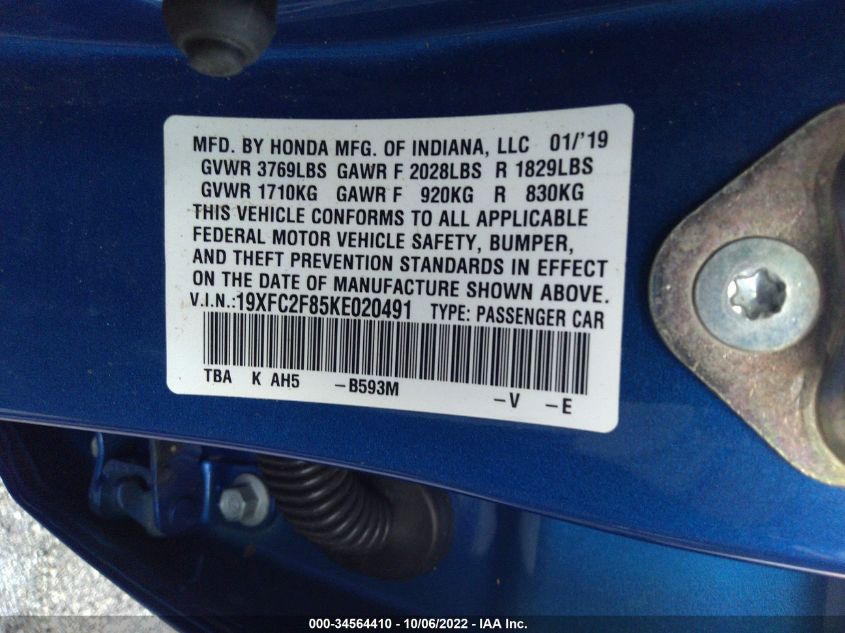 MFD. BY HONDA MFG. OF INDIANA, LLC 01/'19
GVWR 3769LBS GAWR F 2028LBS R 1829LBS
GVWR 1710KG GAWR F 920KG R 830KG
THIS VEHICLE CONFORMS TO ALL APPLICABLE
FEDERAL MOTOR VEHICLE SAFETY, BUMPER,
AND THEFT PREVENTION STANDARDS IN EFFECT
ON THE DATE OF MANUFACTURE SHOWN ABOVE.
V.I.N.:19XFC2F85KE020491 TYPE: PASSENGER CAR
TBA K AH5 –B593M –V –E
000-34564410 - 10/06/2022 - IAA Inc.